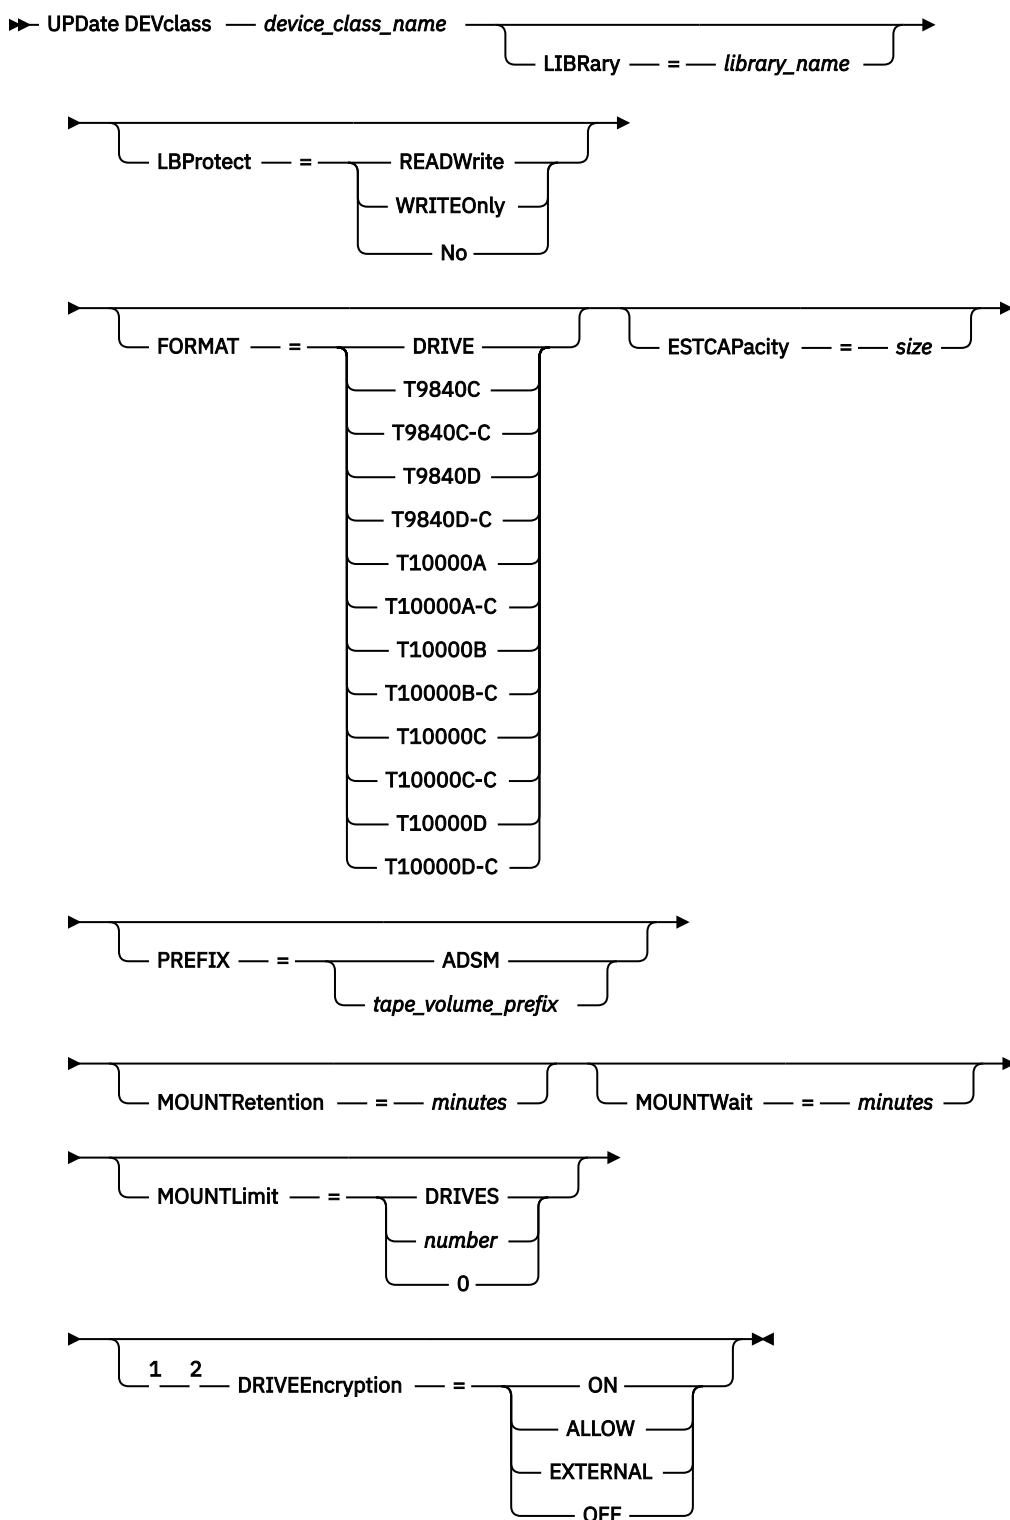 UPDate DEVclass device_class_name
LIBRary = library_name
LBProtect = READWrite
WRITEOnly
No
FORMAT = DRIVE
T9840C
T9840C-C
T9840D
T9840D-C
T10000A
T10000A-C
T10000B
T10000B-C
T10000C
T10000C-C
T10000D
T10000D-C
ESTCAPacity = size
PREFIX = ADSM
tape_volume_prefix
MOUNTRetention = minutes
MOUNTWait = minutes
MOUNTLimit = DRIVES
number
0
1 2
DRIVEEncryption = ON
ALLOW
EXTERNAL
OFF